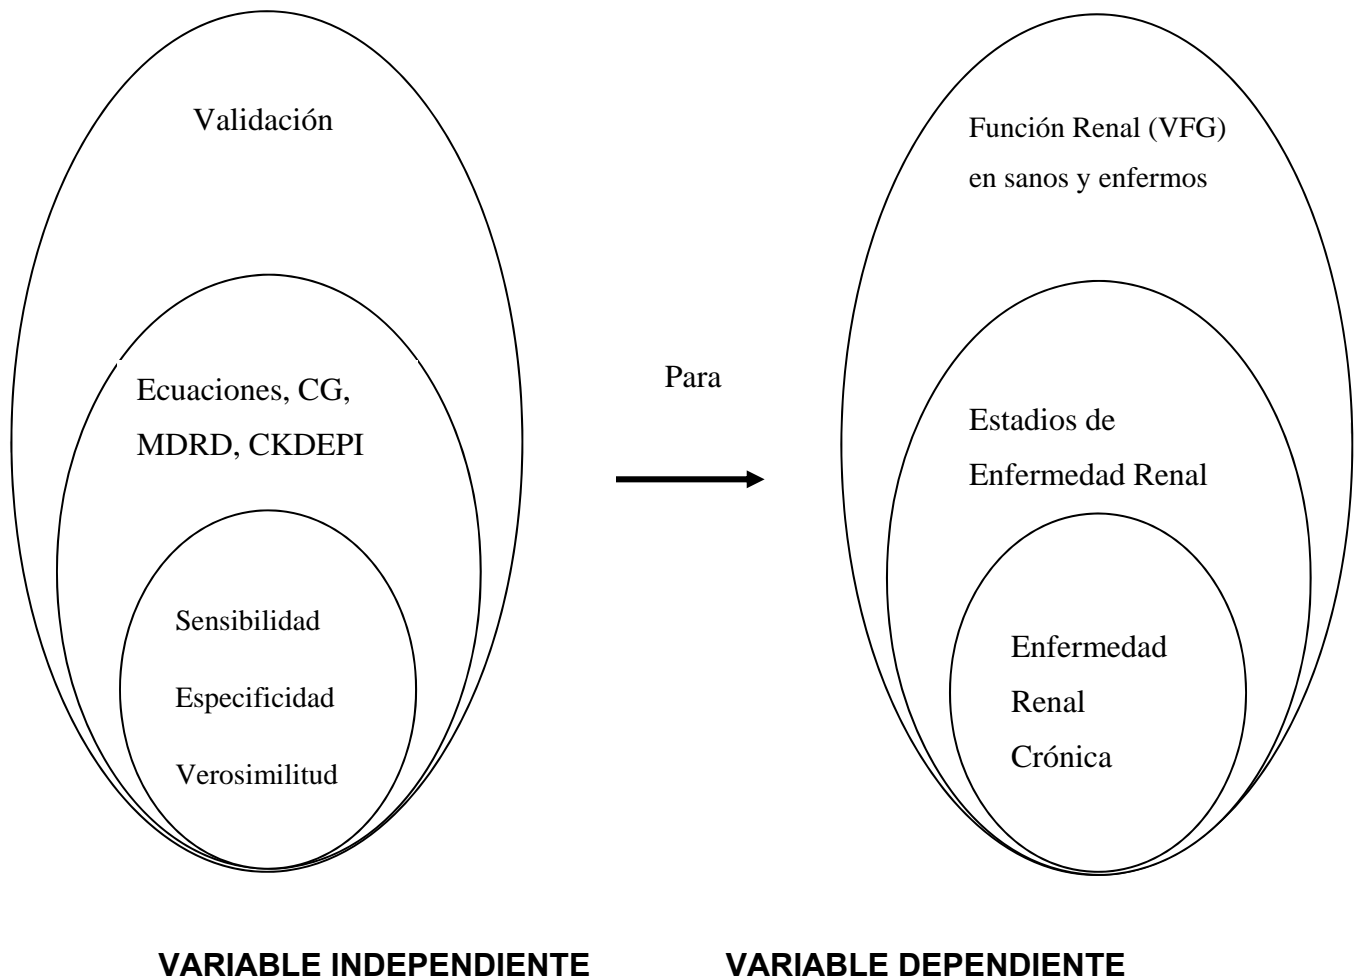 Validación
Ecuaciones, CG,
MDRD, CKDEPI
Sensibilidad
Especificidad
Verosimilitud
Para
Función Renal (VFG)
en sanos y enfermos
Estadios de
Enfermedad Renal
Enfermedad
Renal
Crónica
VARIABLE INDEPENDIENTE
VARIABLE DEPENDIENTE